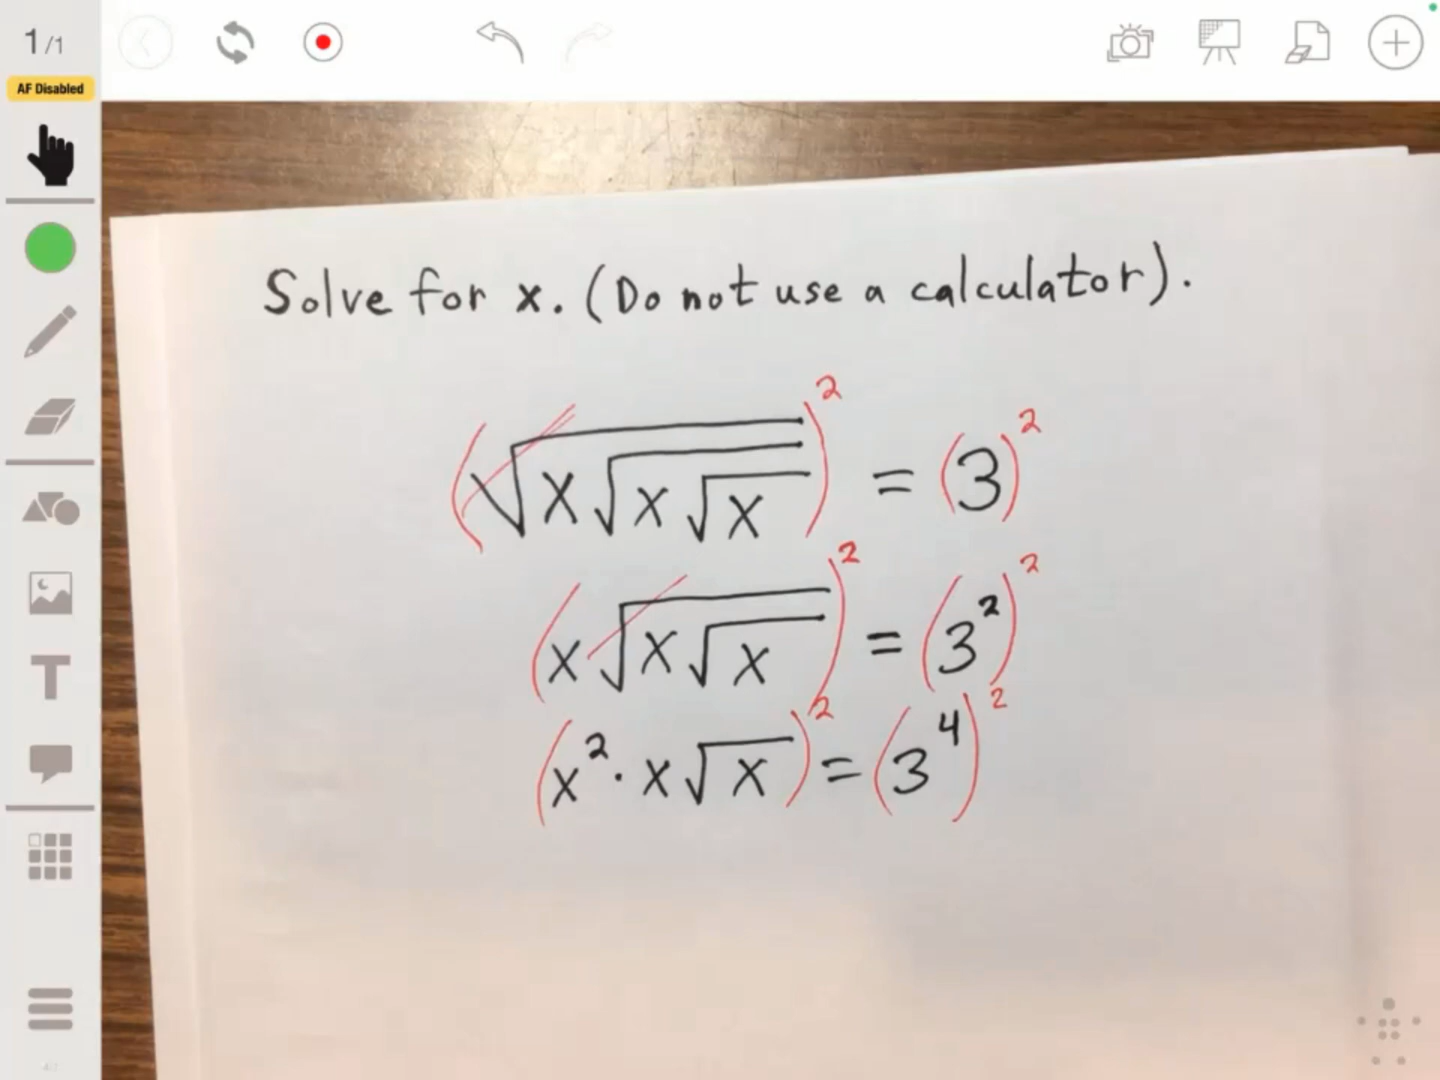 1/1
AF Disabled
Solve for x. (Do not use a calculator).
(√(x√(x√x)))² = (3)²
(x√(x√x))² = (3²)²
(x² · x√x)² = (3⁴)²
T